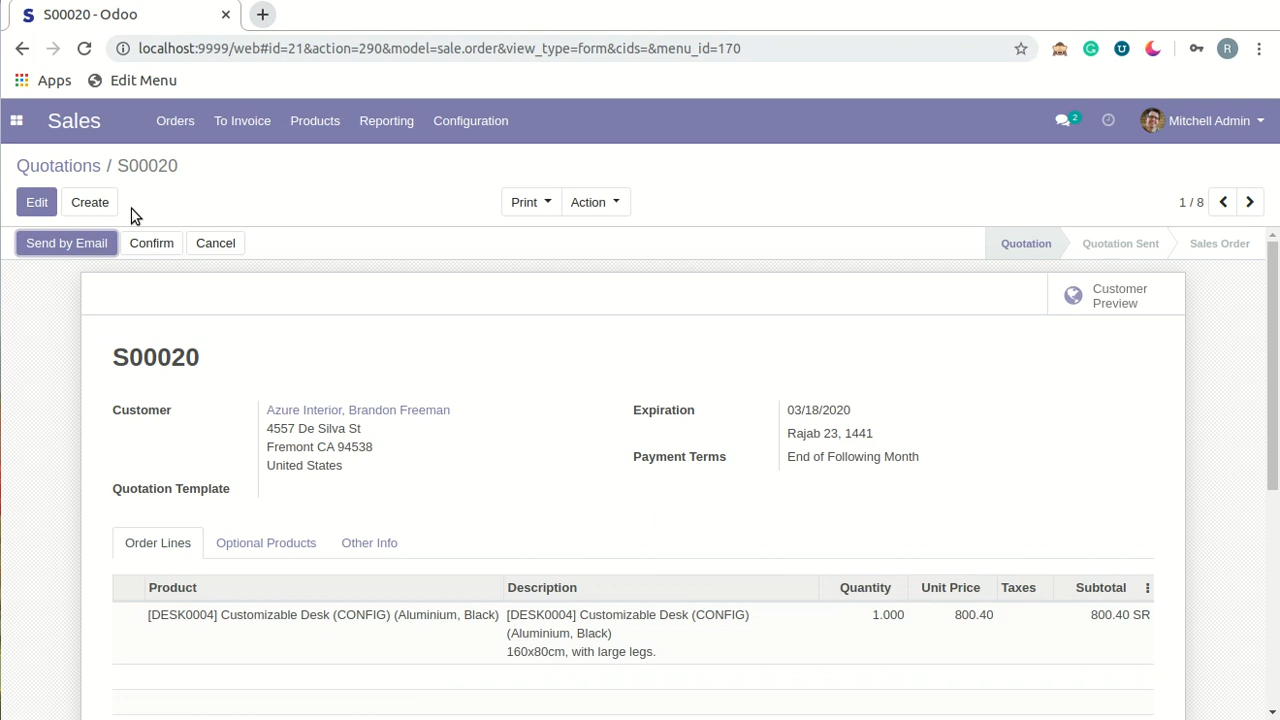 S00020 - Odoo
localhost:9999/web#id=21&action=290&model=sale.order&view_type=form&cids=&menu_id=170
R
Apps
Edit Menu
Sales
Orders
To Invoice
Products
Reporting
Configuration
2
Mitchell Admin
Quotations / S00020
Edit
Create
Print
Action
1 / 8
Send by Email
Confirm
Cancel
Quotation
Quotation Sent
Sales Order
Customer
Preview
S00020
Customer
Azure Interior, Brandon Freeman
4557 De Silva St
Fremont CA 94538
United States
Quotation Template
Expiration
03/18/2020
Rajab 23, 1441
Payment Terms
End of Following Month
Order Lines
Optional Products
Other Info
Product
Description
Quantity
Unit Price
Taxes
Subtotal
[DESK0004] Customizable Desk (CONFIG) (Aluminium, Black)
[DESK0004] Customizable Desk (CONFIG)
(Aluminium, Black)
160x80cm, with large legs.
1.000
800.40
800.40 SR